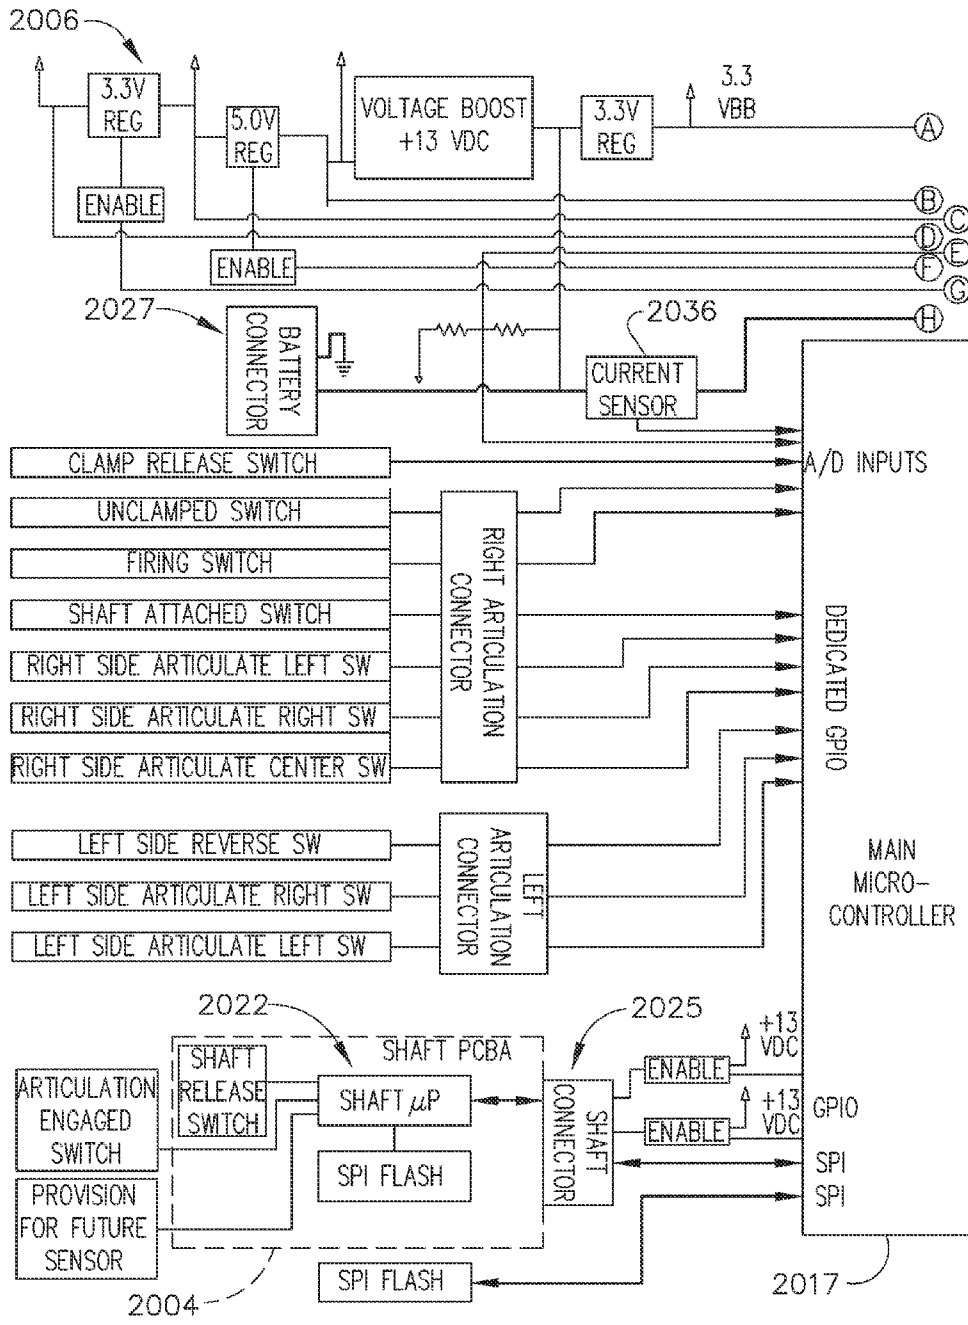 2006
3.3V
REG
5.0V
REG
VOLTAGE BOOST
+13 VDC
3.3V
REG
3.3
VBB
A
ENABLE
B
C
D
E
ENABLE
F
G
2027
BATTERY
CONNECTOR
2036
H
CURRENT
SENSOR
CLAMP RELEASE SWITCH
A/D INPUTS
UNCLAMPED SWITCH
FIRING SWITCH
SHAFT ATTACHED SWITCH
RIGHT SIDE ARTICULATE LEFT SW
RIGHT SIDE ARTICULATE RIGHT SW
RIGHT SIDE ARTICULATE CENTER SW
RIGHT ARTICULATION
CONNECTOR
DEDICATED GPIO
LEFT SIDE REVERSE SW
LEFT SIDE ARTICULATE RIGHT SW
LEFT SIDE ARTICULATE LEFT SW
LEFT
ARTICULATION
CONNECTOR
MAIN
MICRO-
CONTROLLER
2022
2025
SHAFT PCBA
SHAFT
RELEASE
SWITCH
ARTICULATION
ENGAGED
SWITCH
SHAFT µP
SPI FLASH
SHAFT
CONNECTOR
ENABLE
+13
VDC
ENABLE
+13
VDC
GPIO
SPI
SPI
PROVISION
FOR FUTURE
SENSOR
SPI FLASH
2004
2017